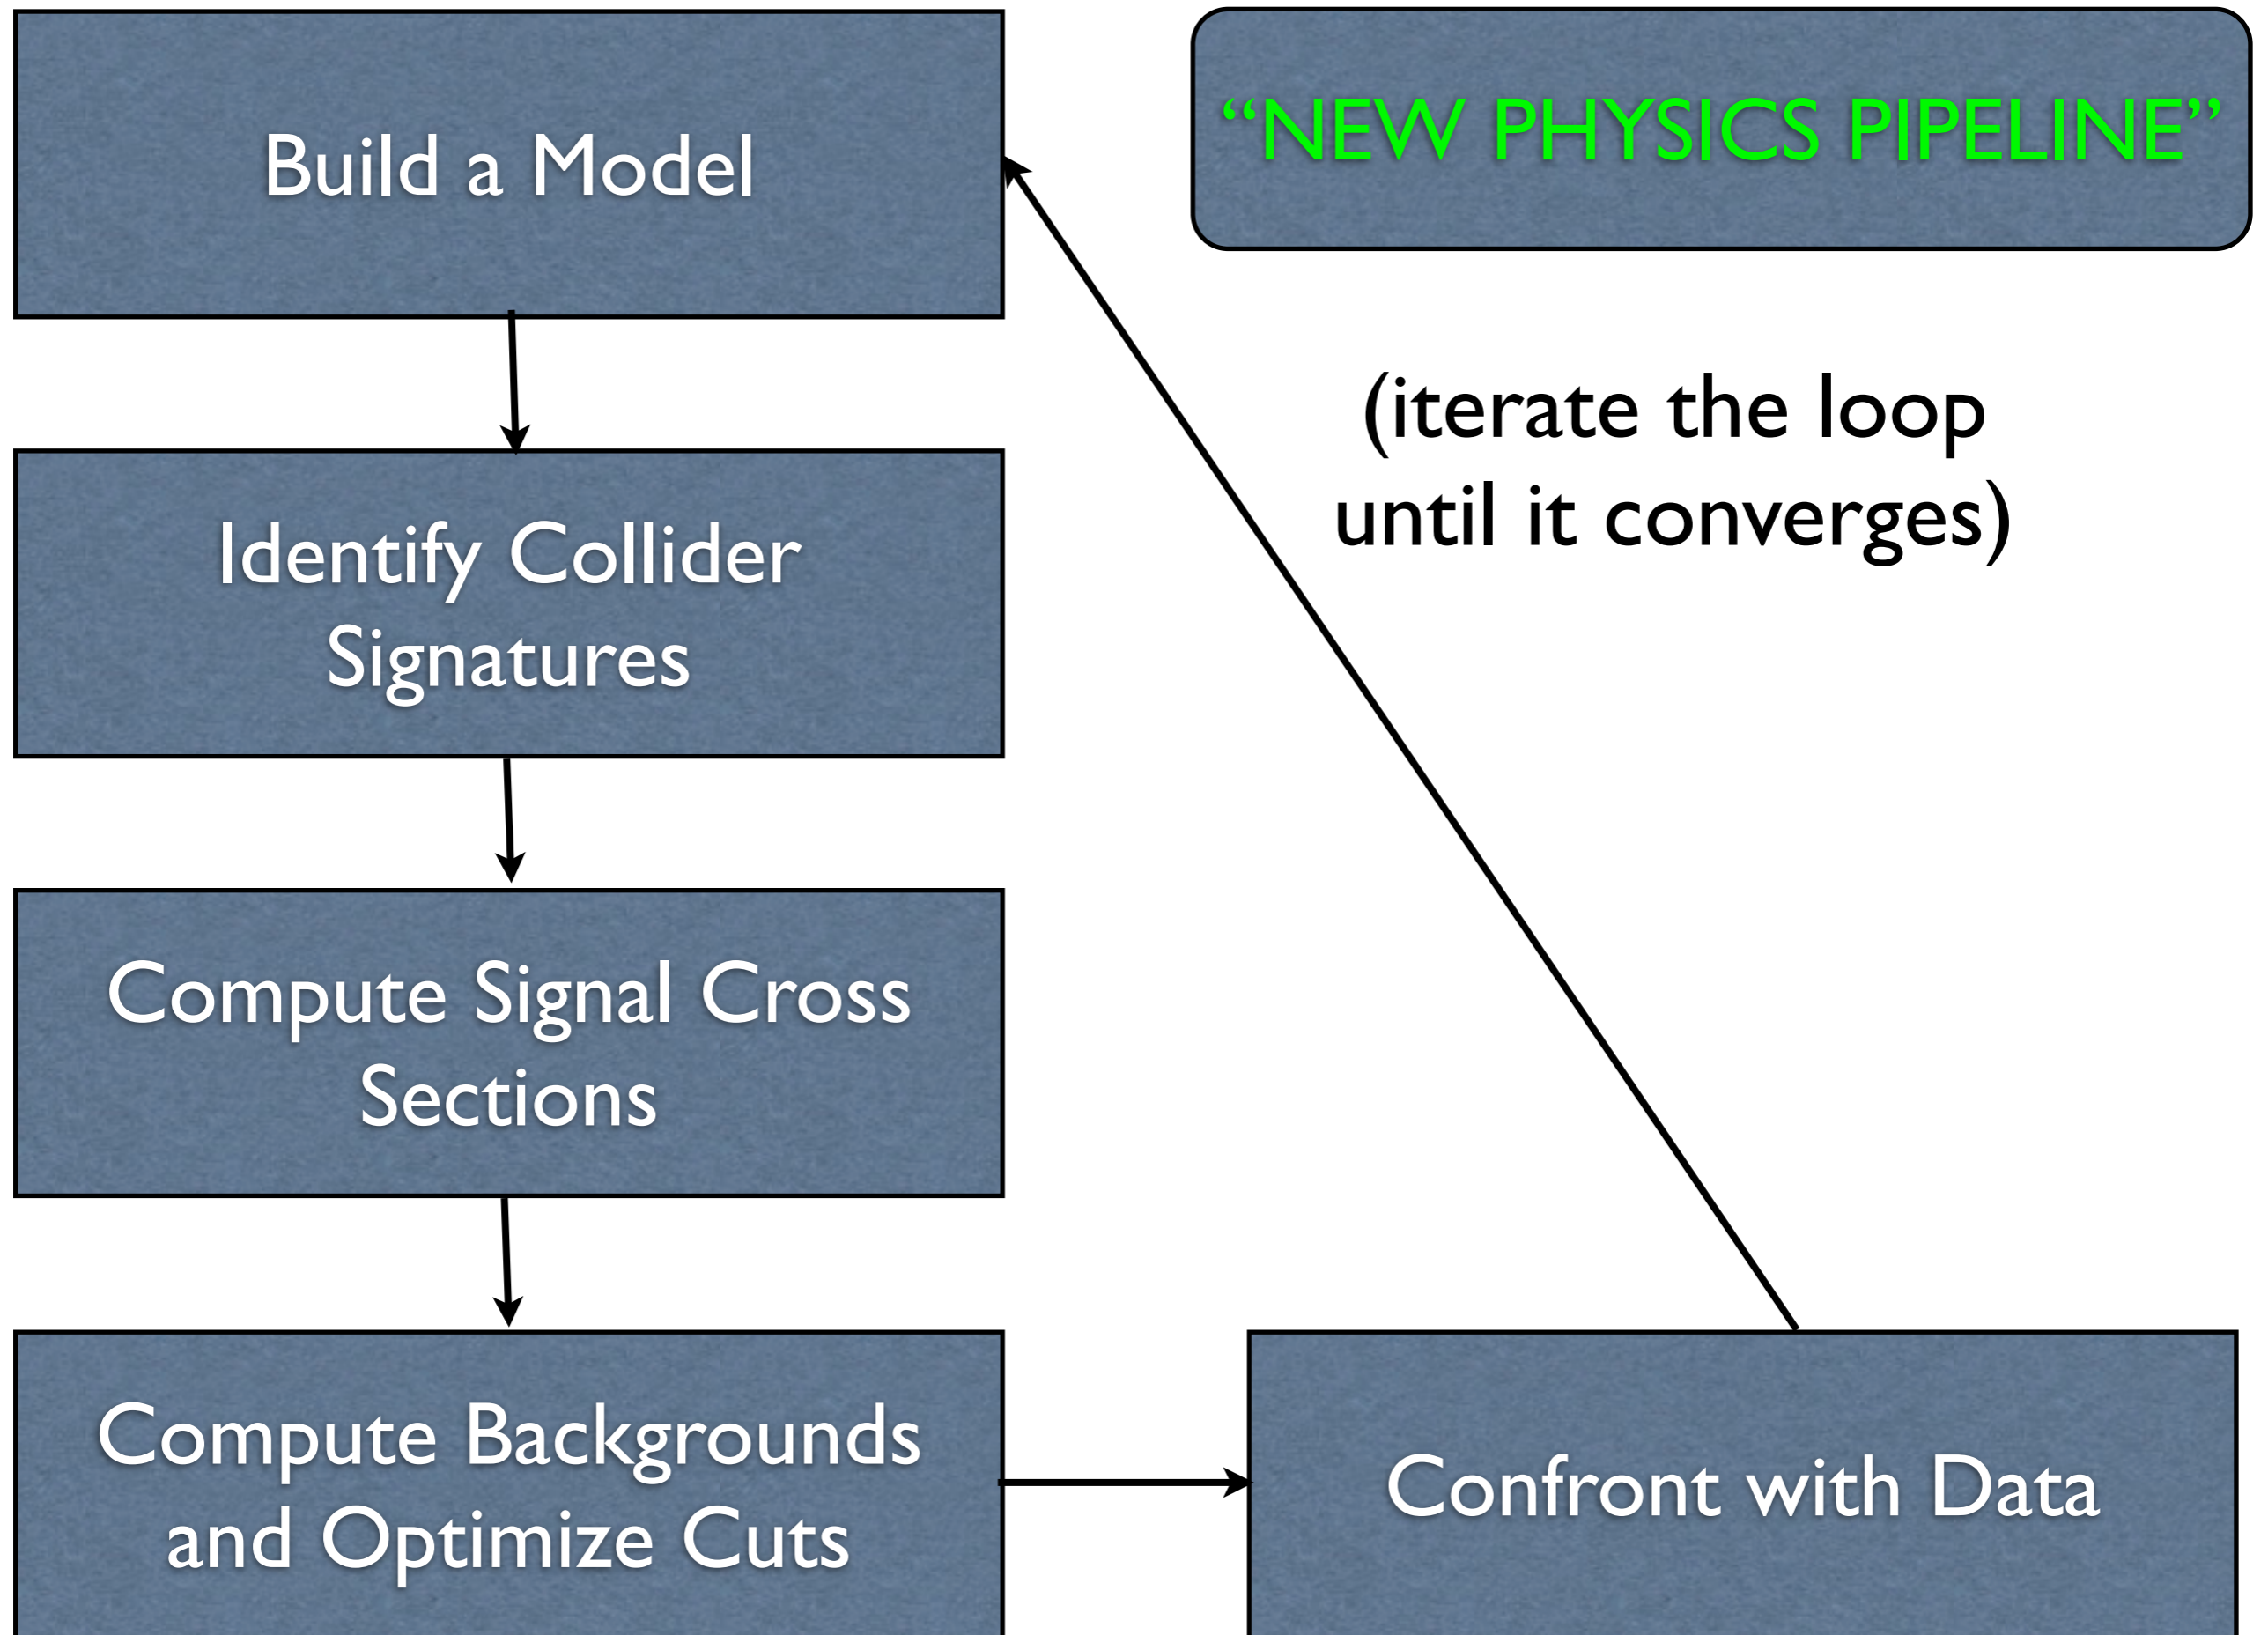 Build a Model
“NEW PHYSICS PIPELINE”
(iterate the loop
until it converges)
Identify Collider
Signatures
Compute Signal Cross
Sections
Compute Backgrounds
and Optimize Cuts
Confront with Data